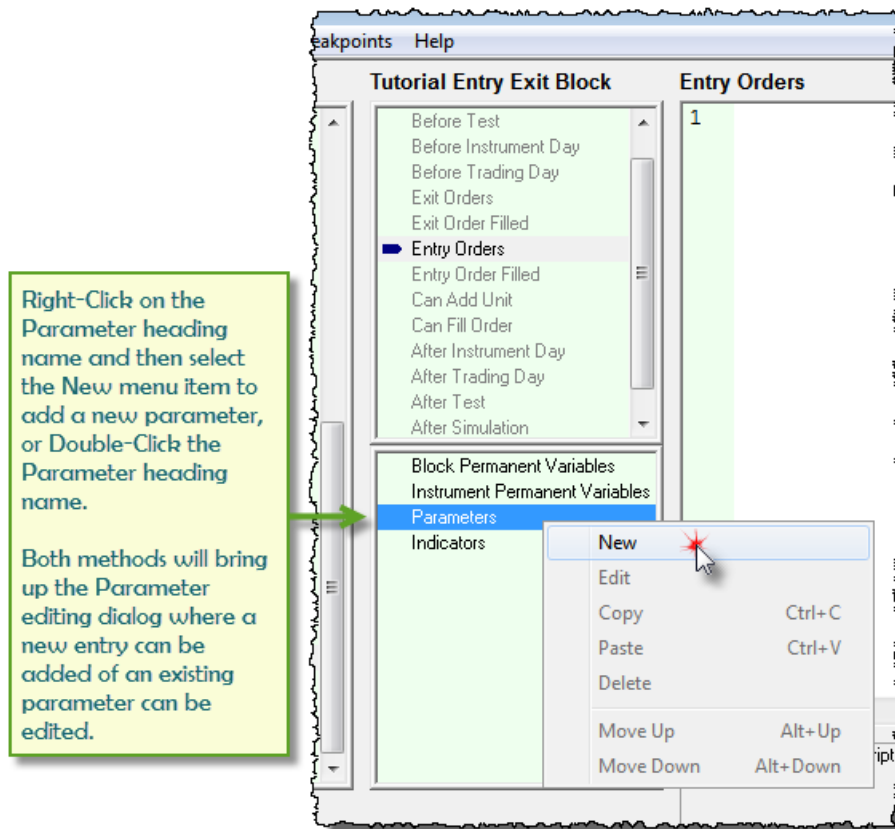 eakpoints Help
Tutorial Entry Exit Block
Entry Orders
Before Test
Before Instrument Day
Before Trading Day
Exit Orders
Exit Order Filled
Entry Orders
Entry Order Filled
Can Add Unit
Can Fill Order
After Instrument Day
After Trading Day
After Test
After Simulation
1
Right-Click on the
Parameter heading
name and then select
the New menu item to
add a new parameter,
or Double-Click the
Parameter heading
name.
Both methods will bring
up the Parameter
editing dialog where a
new entry can be
added of an existing
parameter can be
edited.
Block Permanent Variables
Instrument Permanent Variables
Parameters
Indicators
New
Edit
Copy Ctrl+C
Paste Ctrl+V
Delete
Move Up Alt+Up
Move Down Alt+Down
ript